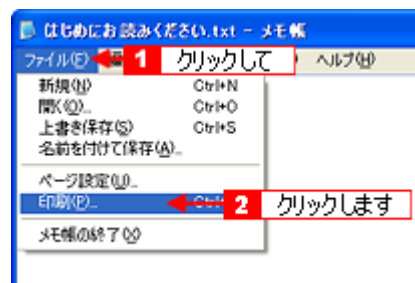 はじめにお読みください.txt - メモ帳
ファイル(F) 1 クリックして ヘルプ(H)
新規(N) Ctrl+N
開く(O)... Ctrl+O
上書き保存(S) Ctrl+S
名前を付けて保存(A)...
ページ設定(U)...
印刷(P)... 2 クリックします
メモ帳の終了(X)